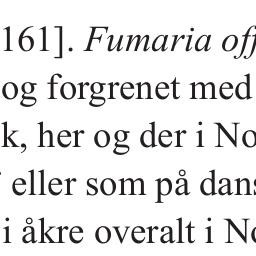 161]. Fumaria off
og forgrenet med
k, her og der i No
eller som på dans
i åkre overalt i No